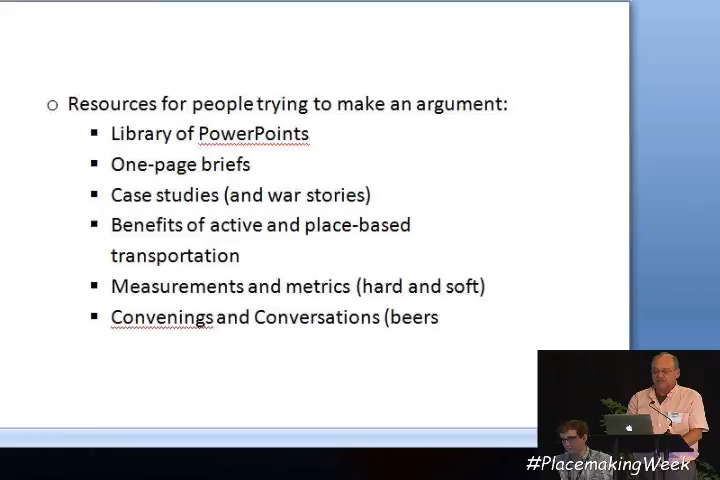 Resources for people trying to make an argument:
Library of PowerPoints
One-page briefs
Case studies (and war stories)
Benefits of active and place-based
transportation
Measurements and metrics (hard and soft)
Convenings and Conversations (beers
#PlacemakingWeek